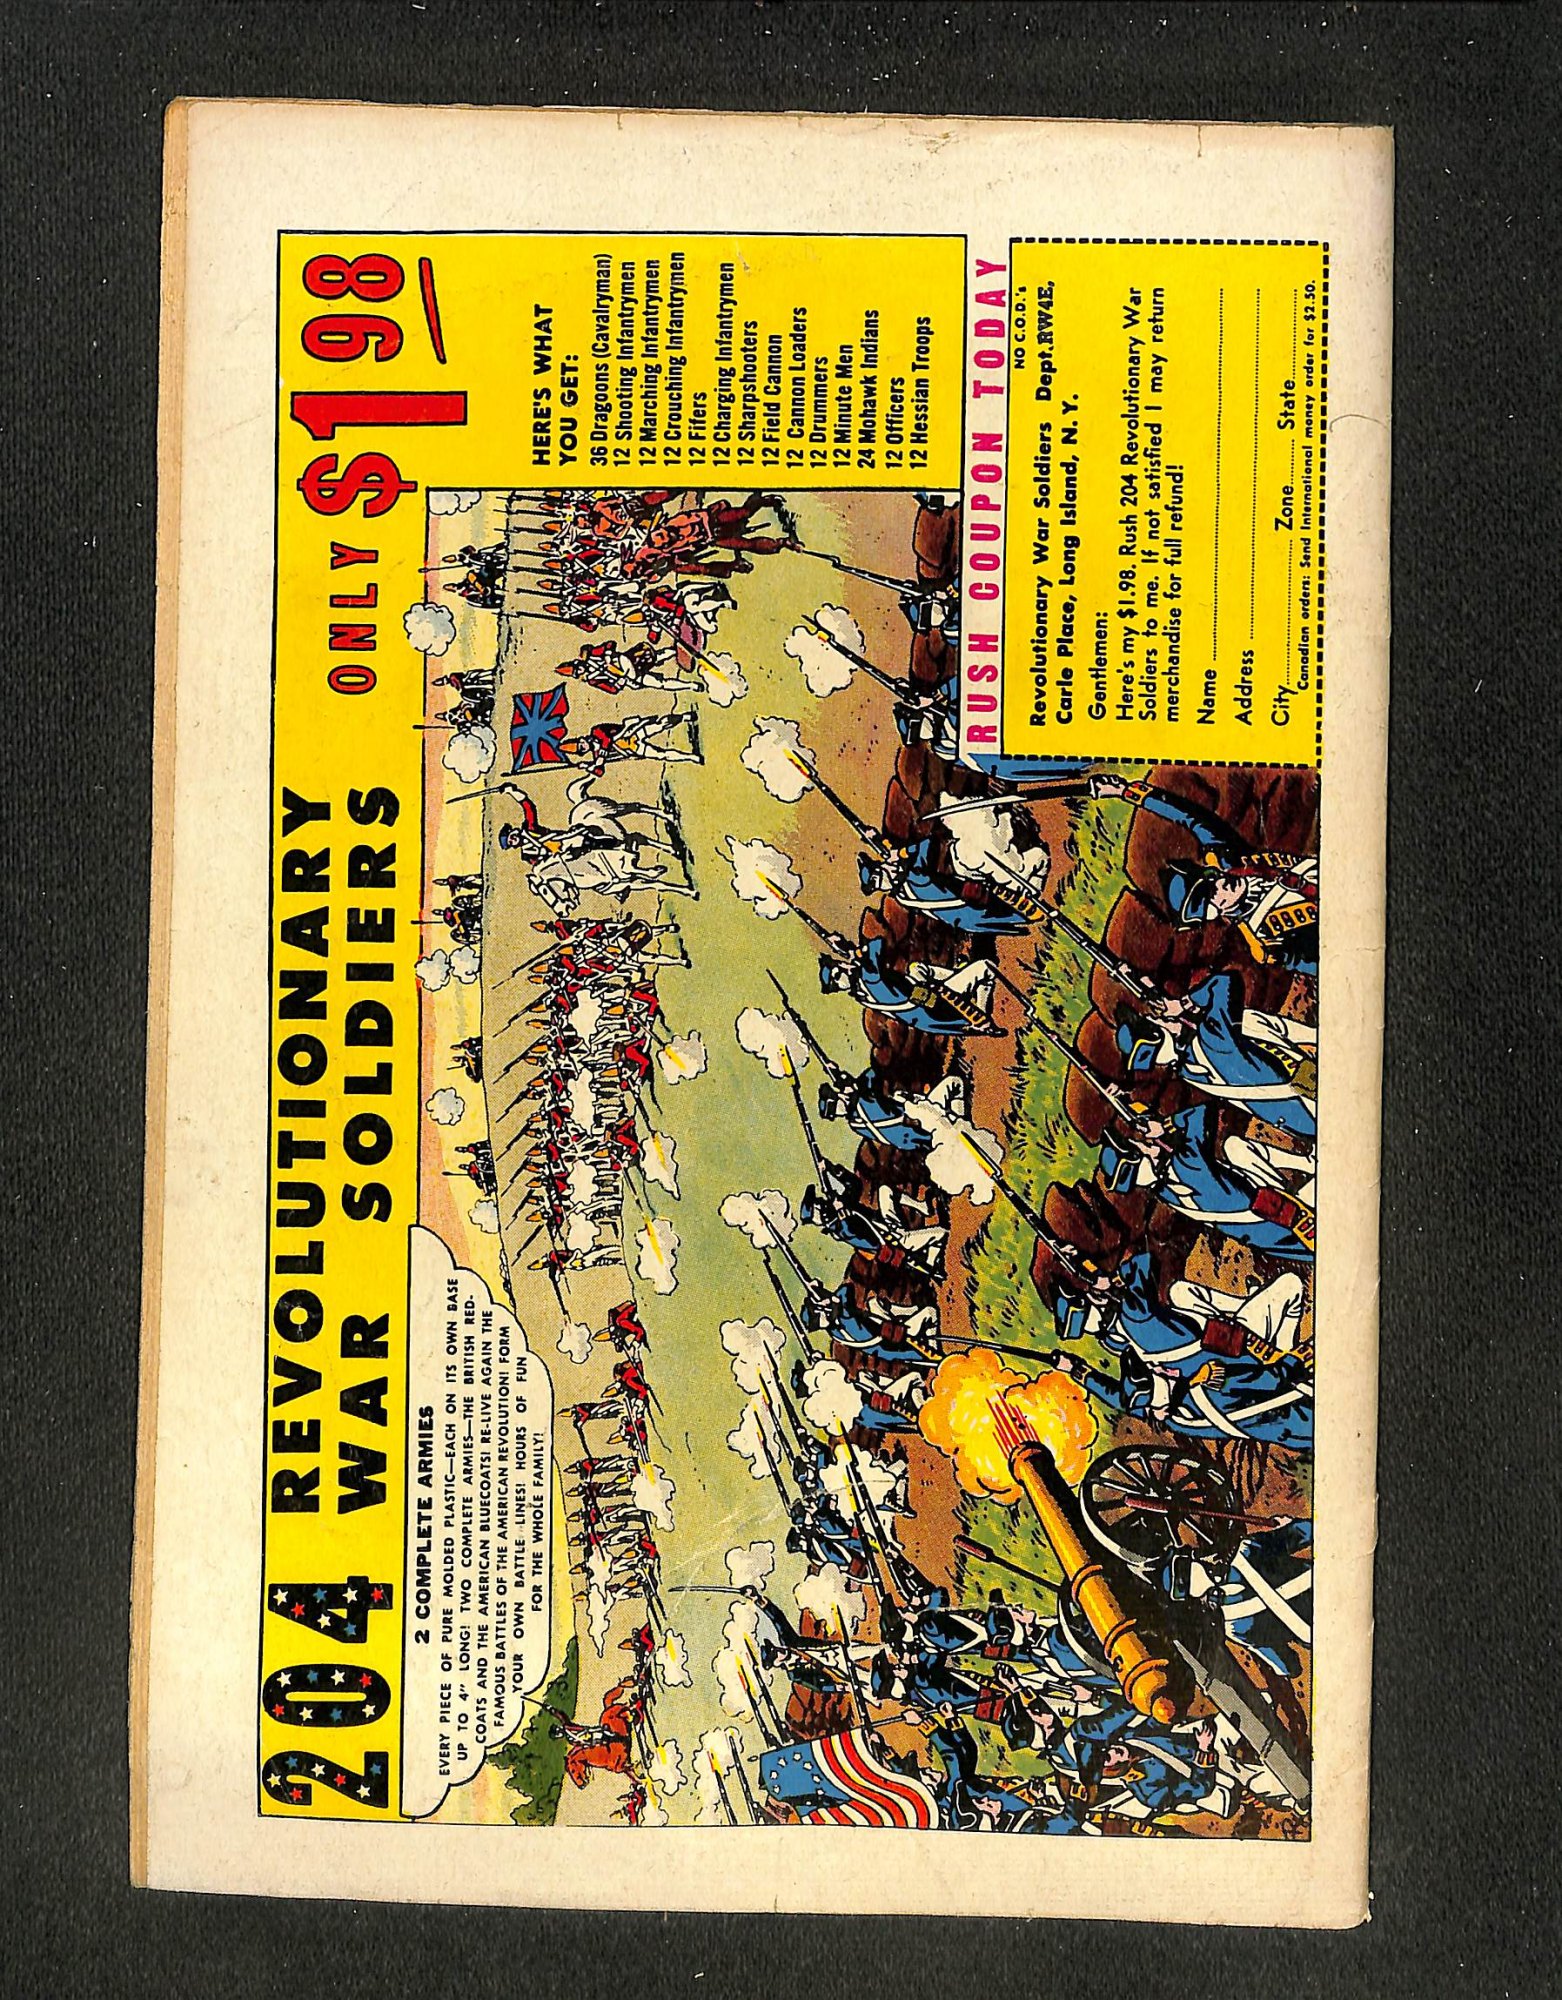 204 REVOLUTIONARY
WAR SOLDIERS ONLY $1 98
2 COMPLETE ARMIES
EVERY PIECE OF PURE MOLDED PLASTIC—EACH ON ITS OWN BASE
UP TO 4" LONG! TWO COMPLETE ARMIES—THE BRITISH RED-
COATS AND THE AMERICAN BLUECOATS! RE-LIVE AGAIN THE
FAMOUS BATTLES OF THE AMERICAN REVOLUTION! FORM
YOUR OWN BATTLE LINES! HOURS OF FUN
FOR THE WHOLE FAMILY!
HERE'S WHAT
YOU GET:
36 Dragoons (Cavalryman)
12 Shooting Infantrymen
12 Marching Infantrymen
12 Crouching Infantrymen
12 Fifers
12 Charging Infantrymen
12 Sharpshooters
12 Field Cannon
12 Cannon Loaders
12 Drummers
12 Minute Men
24 Mohawk Indians
12 Officers
12 Hessian Troops
RUSH COUPON TODAY
NO C.O.D.'s
Revolutionary War Soldiers Dept.RW4E,
Carle Place, Long Island, N. Y.
Gentlemen:
Here's my $1.98. Rush 204 Revolutionary War
Soldiers to me. If not satisfied I may return
merchandise for full refund!
Name
Address
City Zone State
Canadian orders: Send International money order for $2.50.